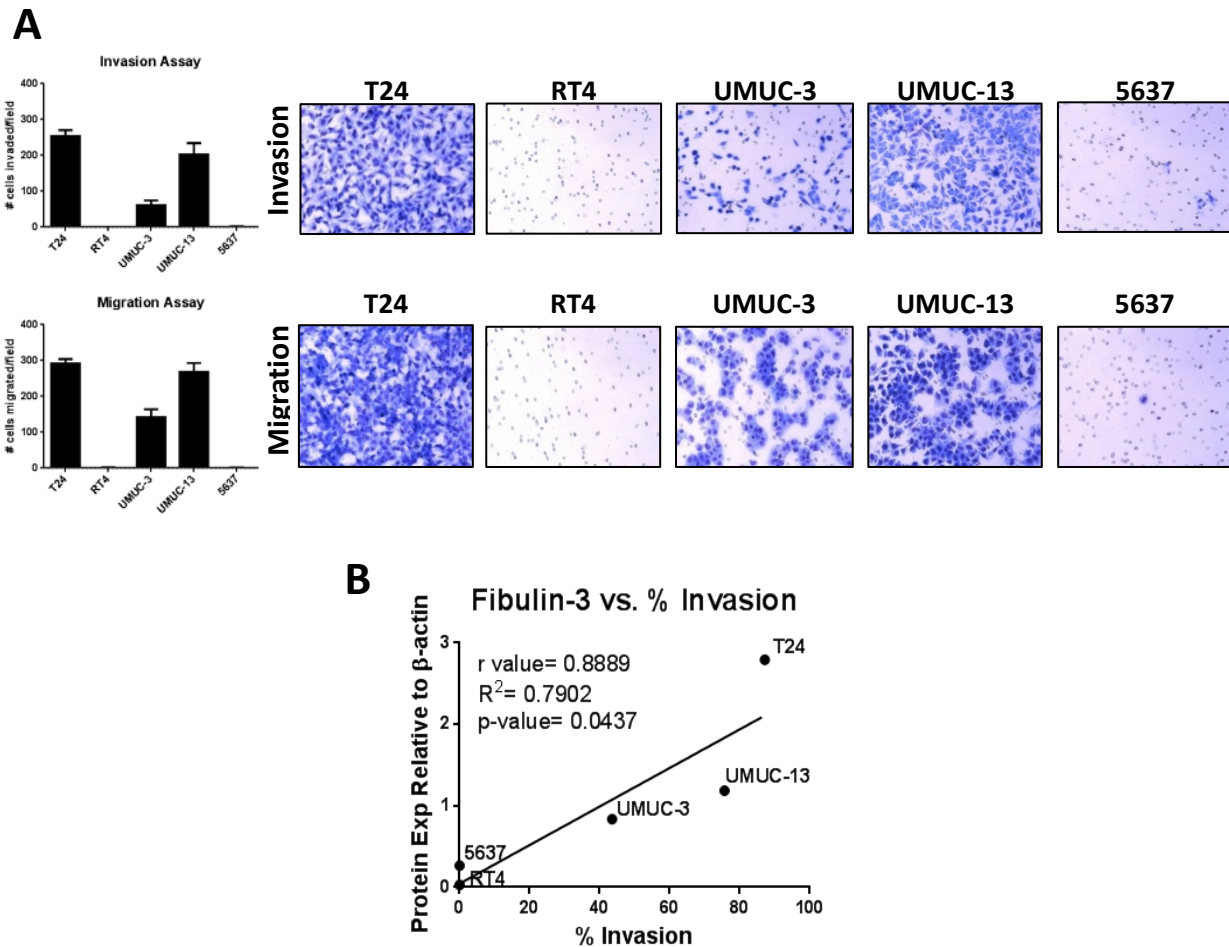 A
Invasion Assay
# cells invaded/field
400
300
200
100
0
T24
RT4
UMUC-3
UMUC-13
5637
Invasion
T24
RT4
UMUC-3
UMUC-13
5637
Migration Assay
# cells migrated/field
400
300
200
100
0
T24
RT4
UMUC-3
UMUC-13
5637
Migration
T24
RT4
UMUC-3
UMUC-13
5637
B
Fibulin-3 vs. % Invasion
Protein Exp Relative to β-actin
3
2
1
0
r value= 0.8889
R²= 0.7902
p-value= 0.0437
T24
UMUC-13
UMUC-3
5637
RT4
0
20
40
60
80
100
% Invasion